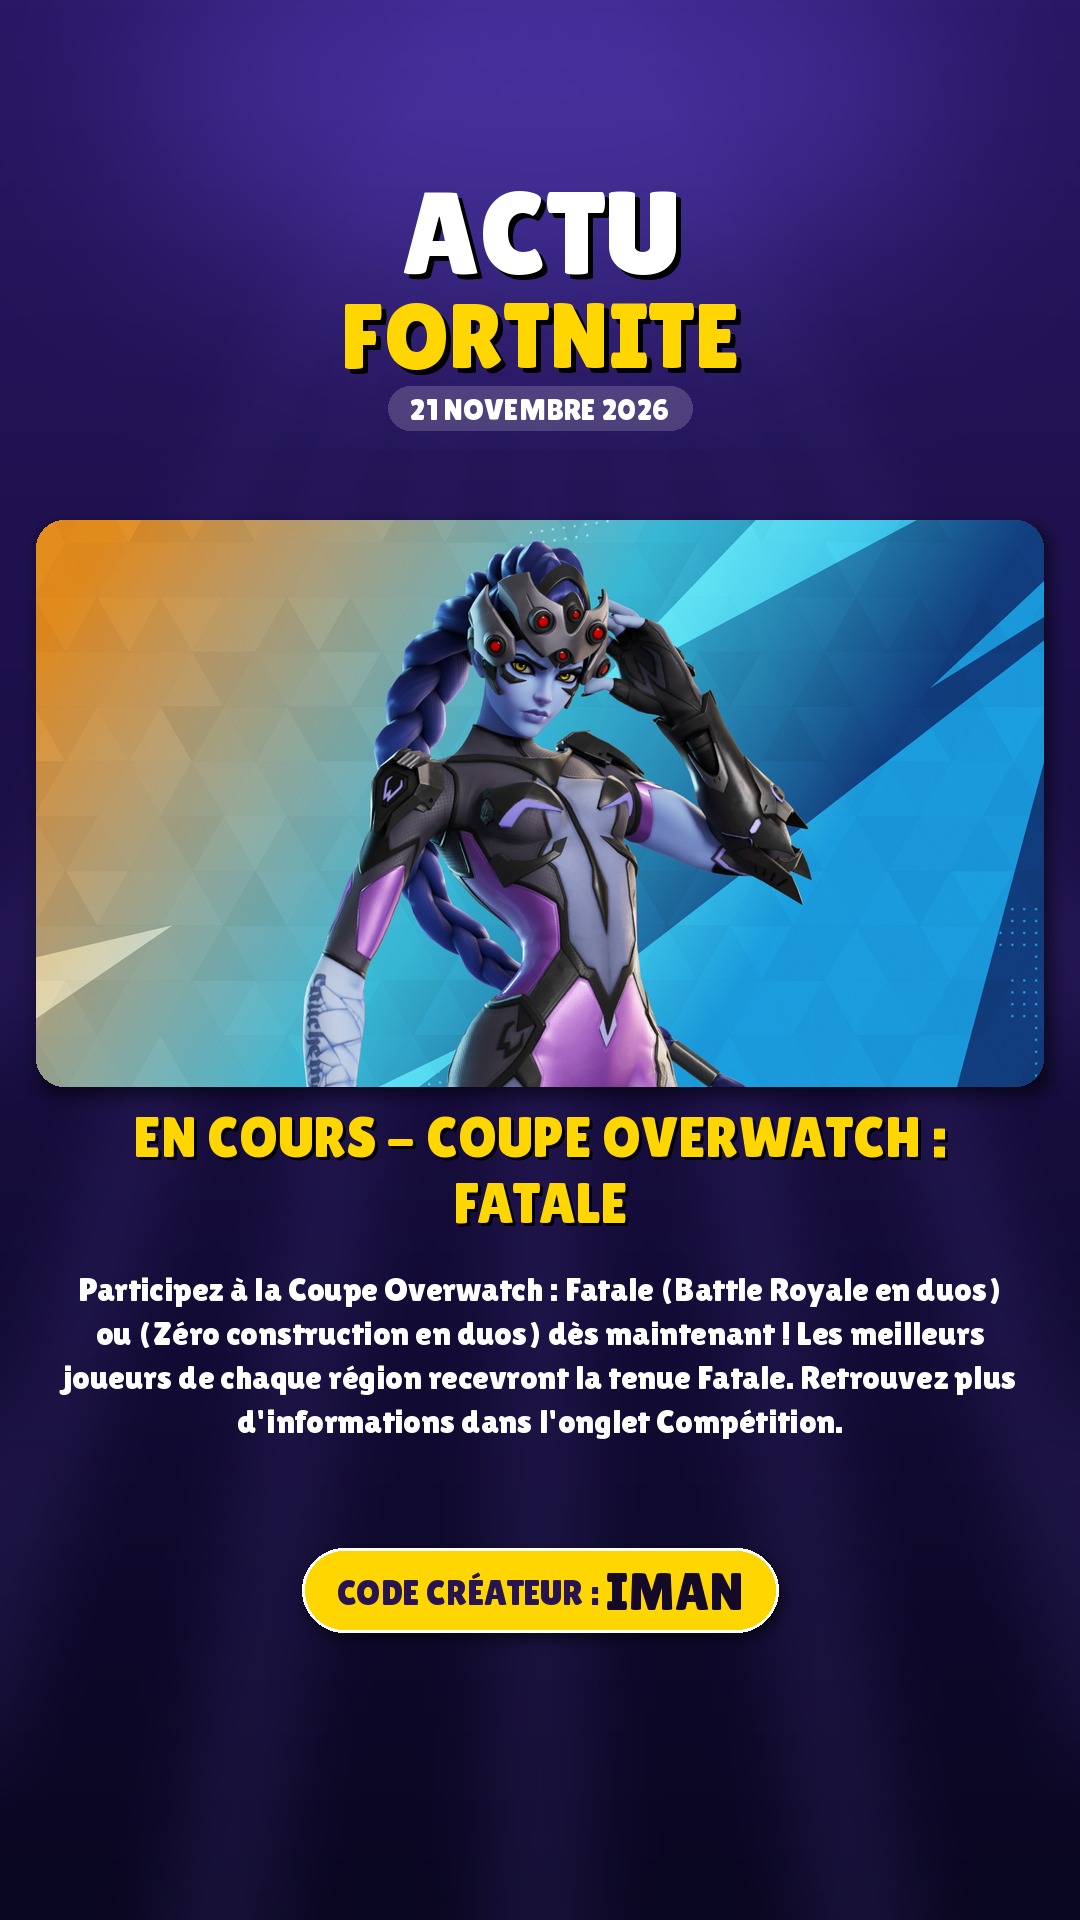 ACTU
FORTNITE
21 NOVEMBRE 2026
EN COURS – COUPE OVERWATCH :
FATALE
Participez à la Coupe Overwatch : Fatale (Battle Royale en duos)
ou (Zéro construction en duos) dès maintenant ! Les meilleurs
joueurs de chaque région recevront la tenue Fatale. Retrouvez plus
d'informations dans l'onglet Compétition.
CODE CRÉATEUR : IMAN